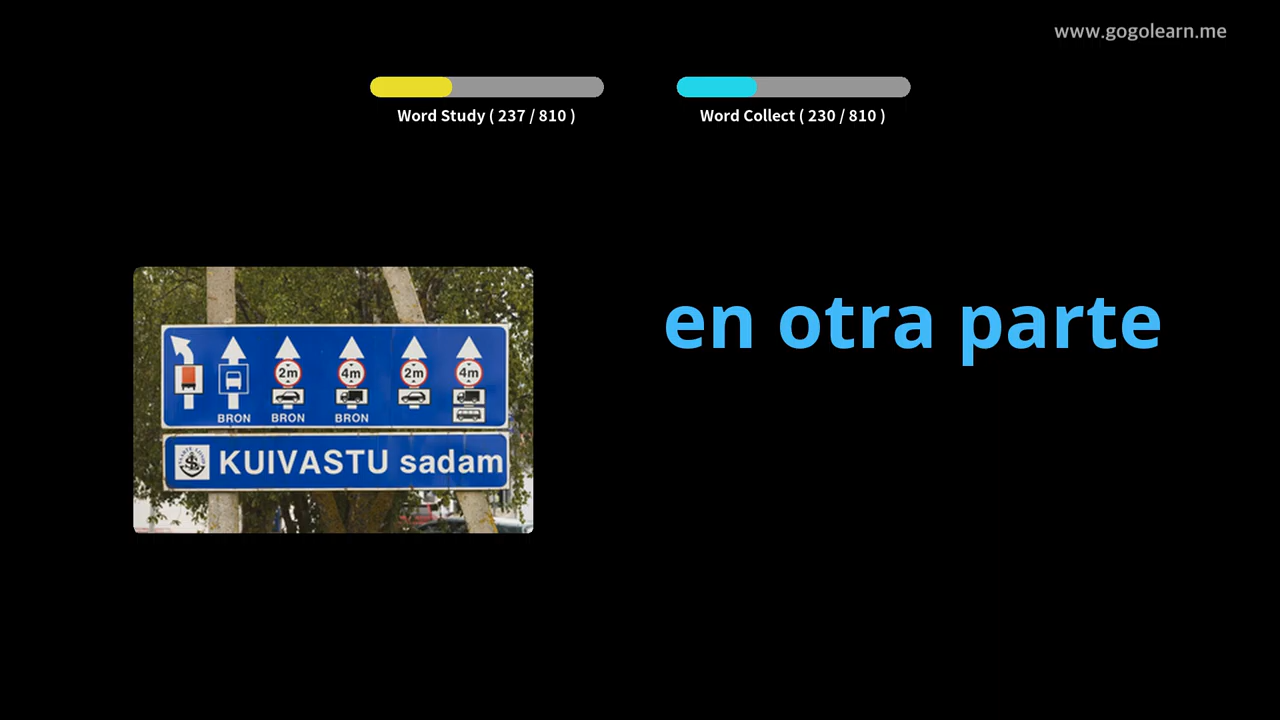 www.gogolearn.me
Word Study ( 237 / 810 )
Word Collect ( 230 / 810 )
en otra parte
2m 4m 2m 4m
BRON BRON BRON
KUIVASTU sadam